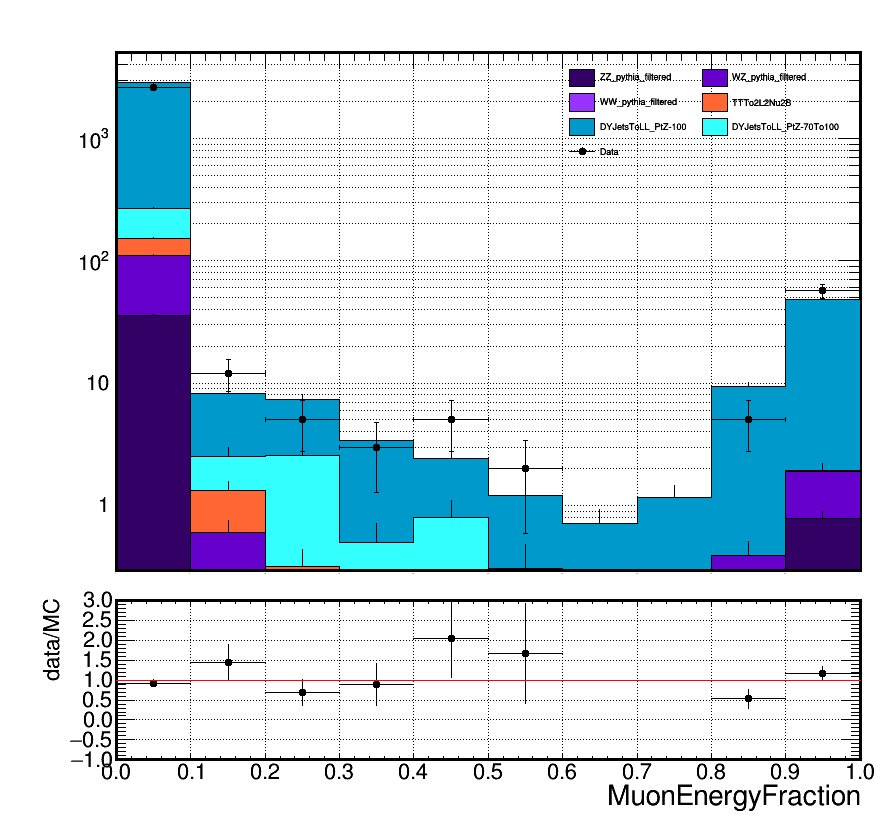 ZZ_pythia_filtered WZ_pythia_filtered
WW_pythia_filtered TTTo2L2Nu2B
DYJetsToLL_PtZ-100 DYJetsToLL_PtZ-70To100
Data
10³
10²
10
1
data/MC
3.0
2.5
2.0
1.5
1.0
0.5
0.0
−0.5
−1.0
0.0 0.1 0.2 0.3 0.4 0.5 0.6 0.7 0.8 0.9 1.0
MuonEnergyFraction